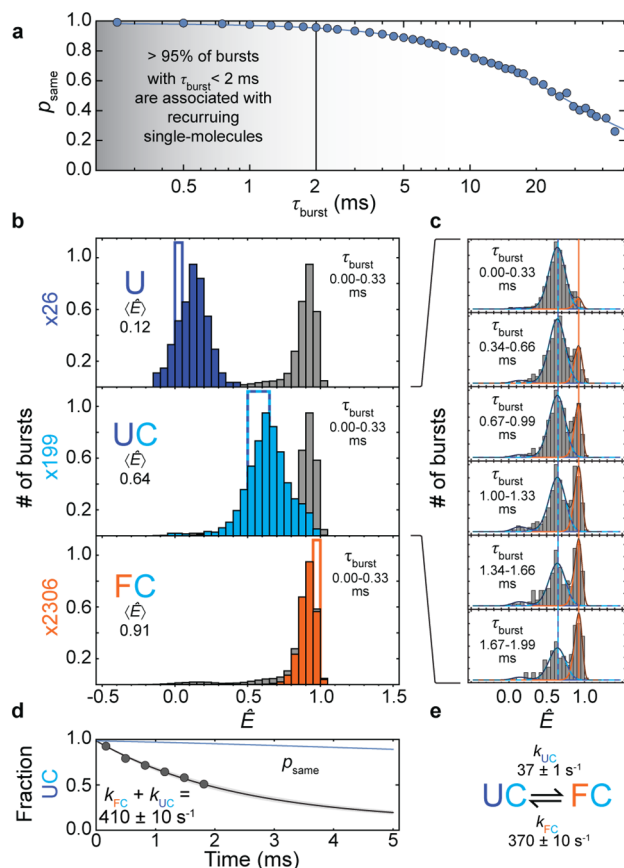 a
1.0
0.8
0.6
0.4
0.2
0.0
p_same
> 95% of bursts
with τ_burst < 2 ms
are associated with
recurruing
single-molecules
0.5 1 2 5 10 20
τ_burst (ms)
b
x26
1.0
0.6
0.2
U
⟨Ê⟩
0.12
τ_burst
0.00-0.33
ms
# of bursts
x199
1.0
0.6
0.2
UC
⟨Ê⟩
0.64
τ_burst
0.00-0.33
ms
x2306
1.0
0.6
0.2
FC
⟨Ê⟩
0.91
τ_burst
0.00-0.33
ms
-0.5 0.0 0.5 1.0 1.5
Ê
c
# of bursts
τ_burst
0.00-0.33
ms
τ_burst
0.34-0.66
ms
τ_burst
0.67-0.99
ms
τ_burst
1.00-1.33
ms
τ_burst
1.34-1.66
ms
τ_burst
1.67-1.99
ms
0.0 0.5 1.0
Ê
d
Fraction
UC
1.0
0.5
0.0
p_same
k_FC + k_UC =
410 ± 10 s⁻¹
0 1 2 3 4 5
Time (ms)
e
k_UC
37 ± 1 s⁻¹
UC ⇌ FC
k_FC
370 ± 10 s⁻¹